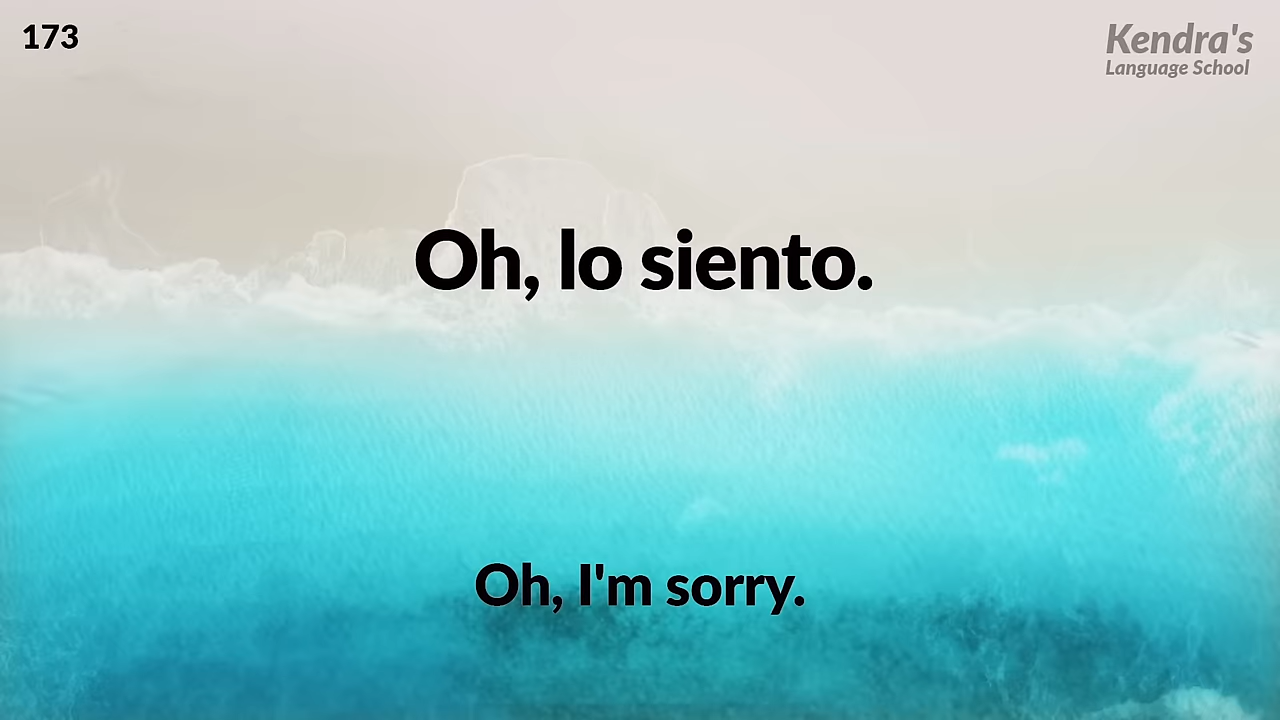 173
Kendra's
Language School
Oh, lo siento.
Oh, I'm sorry.